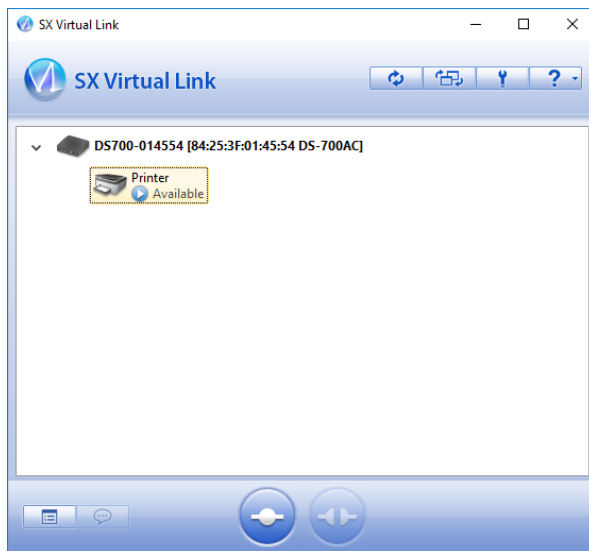 SX Virtual Link
SX Virtual Link
?
DS700-014554 [84:25:3F:01:45:54 DS-700AC]
Printer
Available